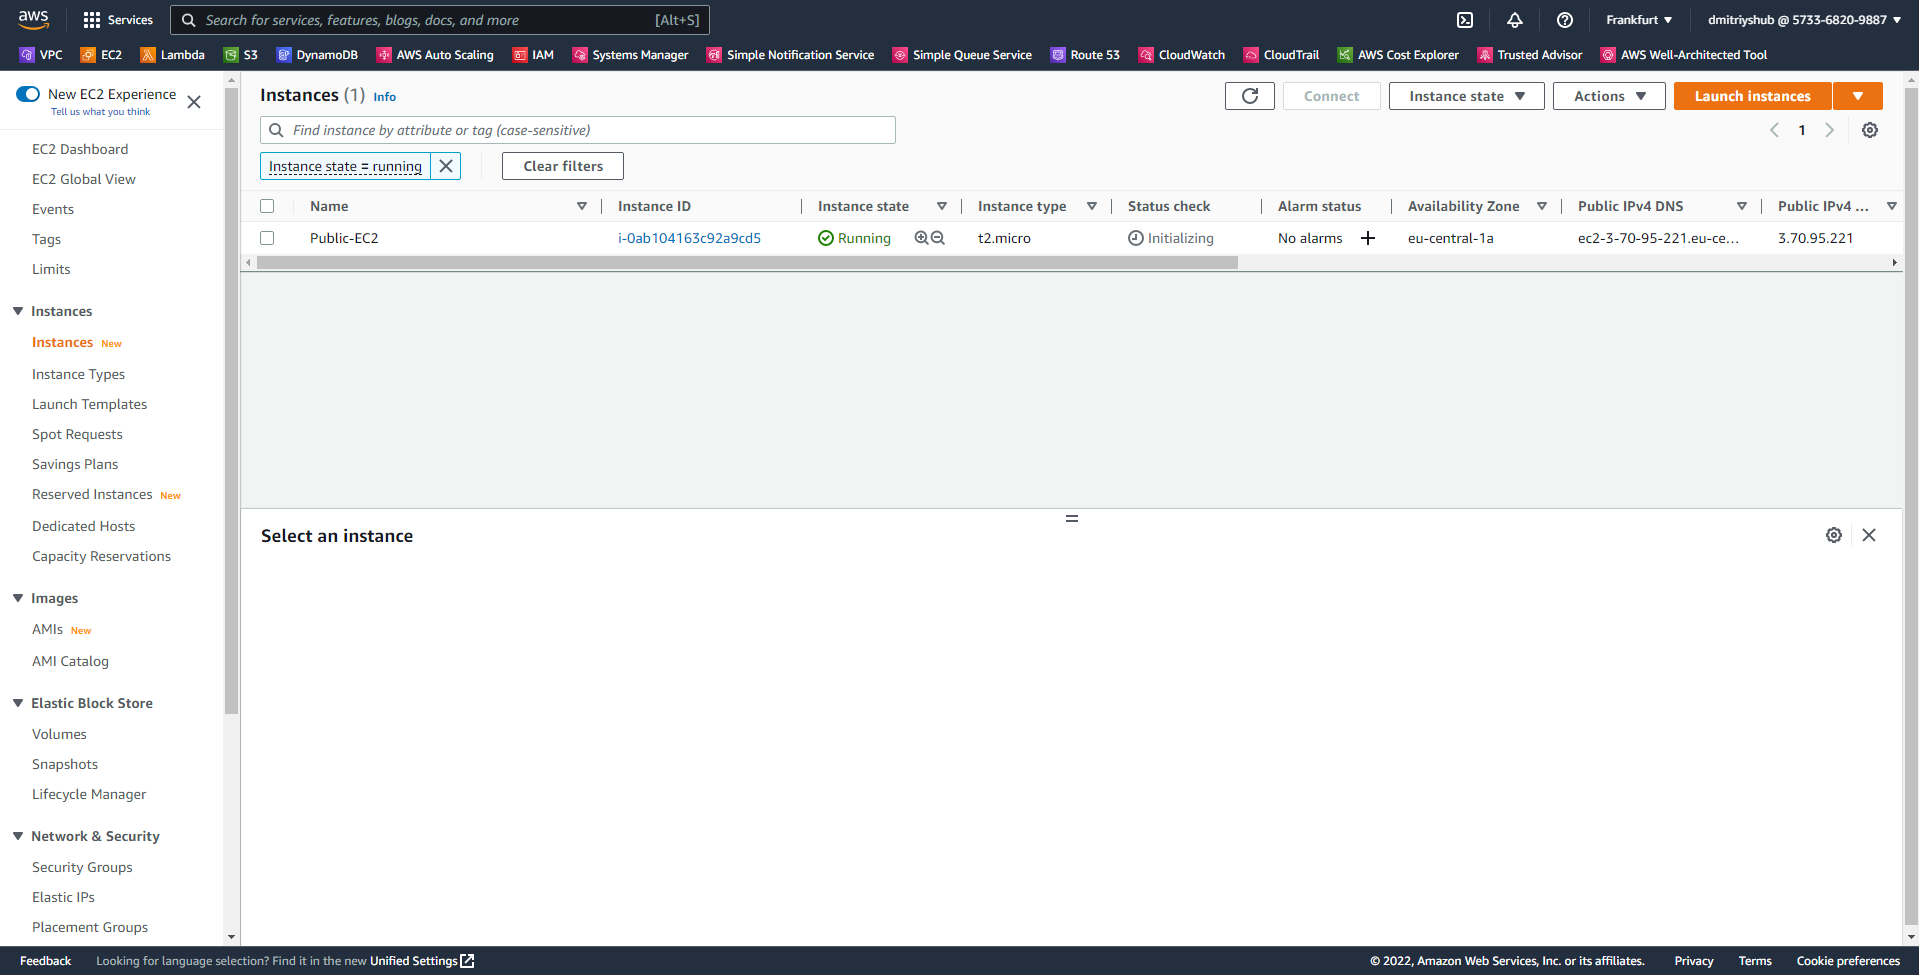 aws Services Search for services, features, blogs, docs, and more [Alt+S] Frankfurt dmitriyshub @ 5733-6820-9887
VPC EC2 Lambda S3 DynamoDB AWS Auto Scaling IAM Systems Manager Simple Notification Service Simple Queue Service Route 53 CloudWatch CloudTrail AWS Cost Explorer Trusted Advisor AWS Well-Architected Tool
New EC2 Experience
Tell us what you think
EC2 Dashboard
EC2 Global View
Events
Tags
Limits
Instances
Instances New
Instance Types
Launch Templates
Spot Requests
Savings Plans
Reserved Instances New
Dedicated Hosts
Capacity Reservations
Images
AMIs New
AMI Catalog
Elastic Block Store
Volumes
Snapshots
Lifecycle Manager
Network & Security
Security Groups
Elastic IPs
Placement Groups
Instances (1) Info Connect Instance state Actions Launch instances
Find instance by attribute or tag (case-sensitive) 1
Instance state = running Clear filters
Name Instance ID Instance state Instance type Status check Alarm status Availability Zone Public IPv4 DNS Public IPv4 ...
Public-EC2 i-0ab104163c92a9cd5 Running t2.micro Initializing No alarms eu-central-1a ec2-3-70-95-221.eu-ce... 3.70.95.221
Select an instance
Feedback Looking for language selection? Find it in the new Unified Settings © 2022, Amazon Web Services, Inc. or its affiliates. Privacy Terms Cookie preferences